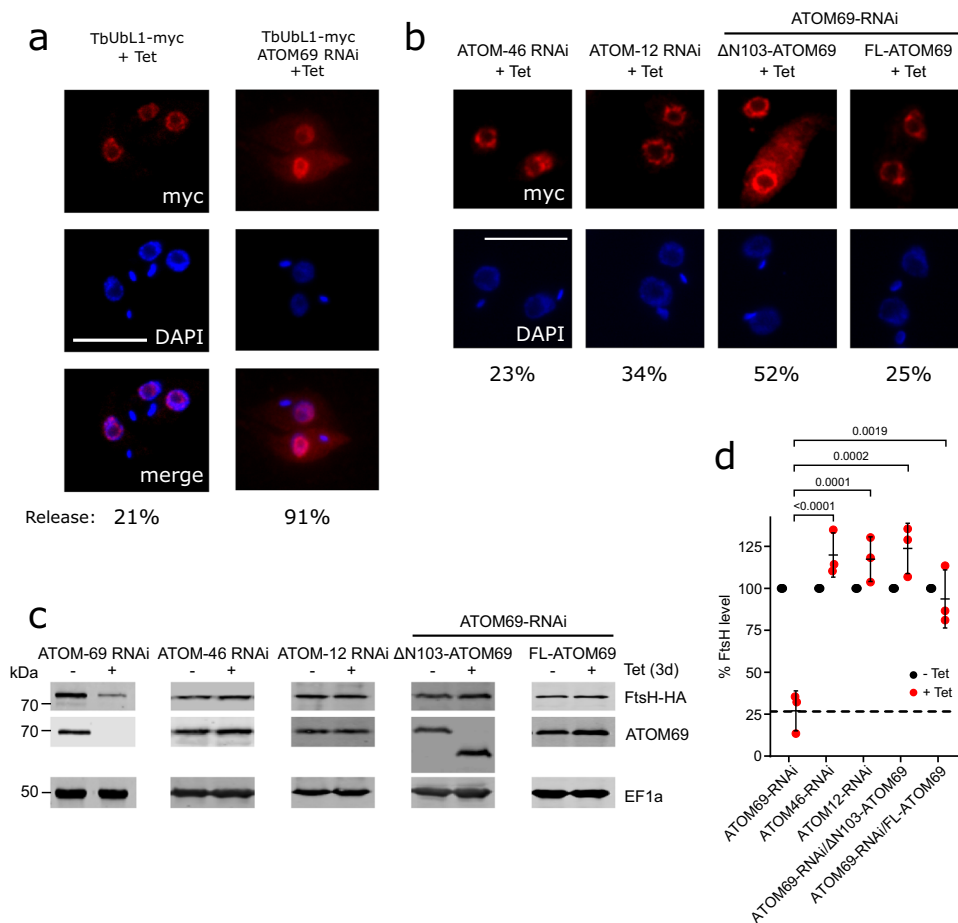 a
TbUbL1-myc
+ Tet
TbUbL1-myc
ATOM69 RNAi
+Tet
myc
DAPI
merge
Release: 21% 91%
b
ATOM69-RNAi
ATOM-46 RNAi
+ Tet
ATOM-12 RNAi
+ Tet
ΔN103-ATOM69
+ Tet
FL-ATOM69
+ Tet
myc
DAPI
23% 34% 52% 25%
c
ATOM69-RNAi
ATOM-69 RNAi ATOM-46 RNAi ATOM-12 RNAi ΔN103-ATOM69 FL-ATOM69
kDa - + - + - + - + - + Tet (3d)
70 FtsH-HA
70 ATOM69
50 EF1a
d
0.0019
0.0002
0.0001
<0.0001
% FtsH level
125
100
75
50
25
0
- Tet
+ Tet
ATOM69-RNAi
ATOM46-RNAi
ATOM12-RNAi
ATOM69-RNAi/ΔN103-ATOM69
ATOM69-RNAi/FL-ATOM69